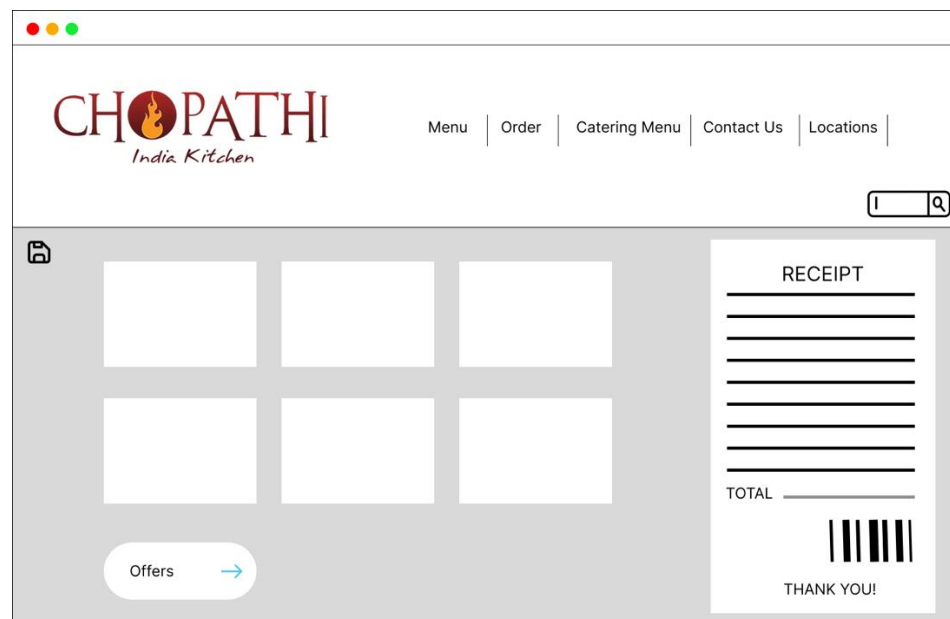 CHOPATHI
India Kitchen
Menu
Order
Catering Menu
Contact Us
Locations
RECEIPT
TOTAL
THANK YOU!
Offers